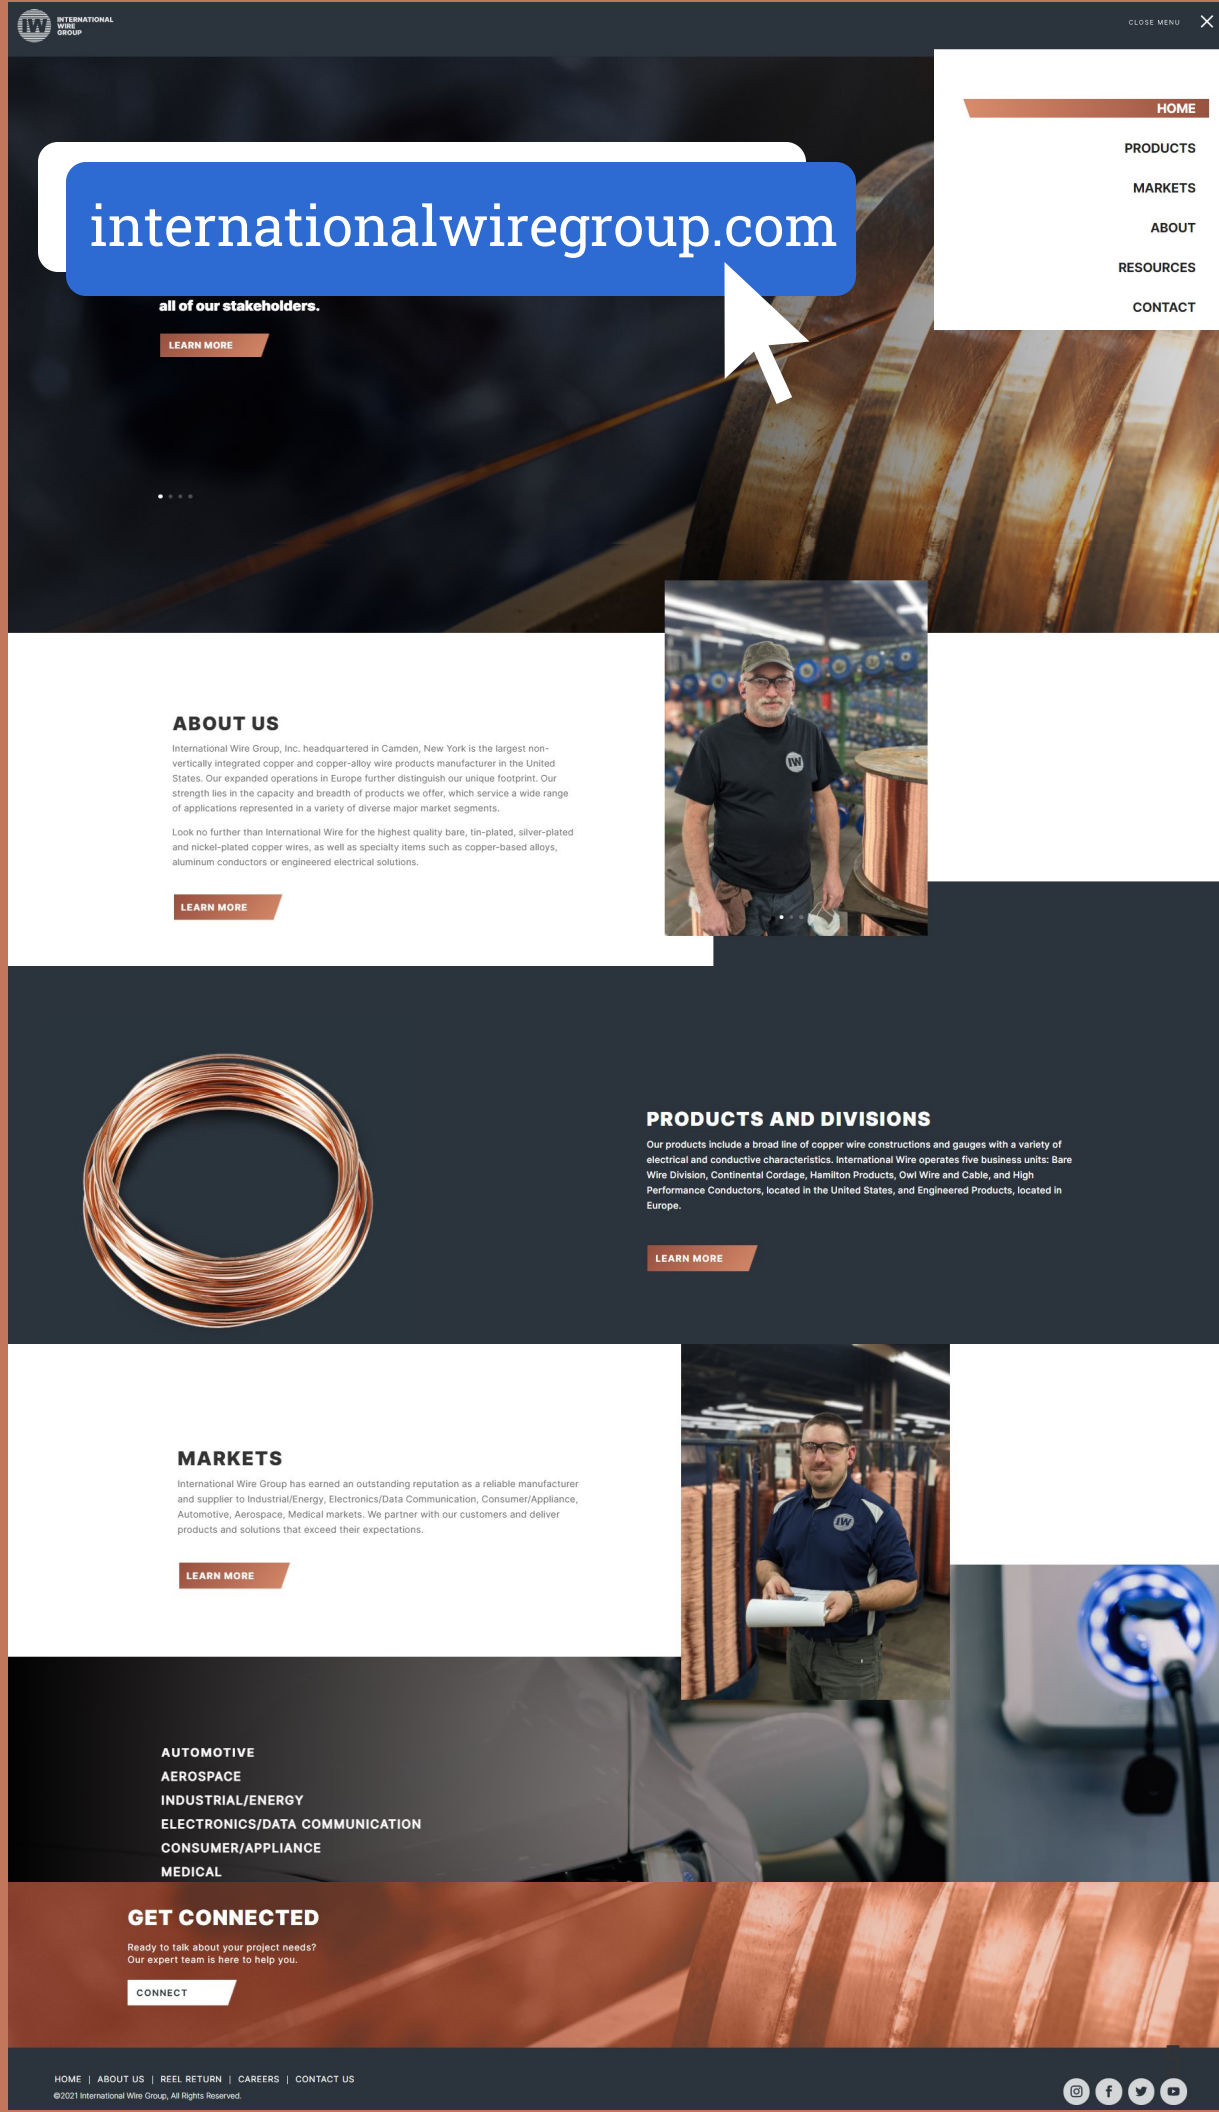 INTERNATIONAL
WIRE
GROUP
CLOSE MENU
HOME
PRODUCTS
MARKETS
ABOUT
RESOURCES
CONTACT
internationalwiregroup.com
all of our stakeholders.
LEARN MORE
ABOUT US
International Wire Group, Inc. headquartered in Camden, New York is the largest non-
vertically integrated copper and copper-alloy wire products manufacturer in the United
States. Our expanded operations in Europe further distinguish our unique footprint. Our
strength lies in the capacity and breadth of products we offer, which service a wide range
of applications represented in a variety of diverse major market segments.
Look no further than International Wire for the highest quality bare, tin-plated, silver-plated
and nickel-plated copper wires, as well as specialty items such as copper-based alloys,
aluminum conductors or engineered electrical solutions.
LEARN MORE
IW
PRODUCTS AND DIVISIONS
Our products include a broad line of copper wire constructions and gauges with a variety of
electrical and conductive characteristics. International Wire operates five business units: Bare
Wire Division, Continental Cordage, Hamilton Products, Owl Wire and Cable, and High
Performance Conductors, located in the United States, and Engineered Products, located in
Europe.
LEARN MORE
MARKETS
International Wire Group has earned an outstanding reputation as a reliable manufacturer
and supplier to Industrial/Energy, Electronics/Data Communication, Consumer/Appliance,
Automotive, Aerospace, Medical markets. We partner with our customers and deliver
products and solutions that exceed their expectations.
LEARN MORE
IW
AUTOMOTIVE
AEROSPACE
INDUSTRIAL/ENERGY
ELECTRONICS/DATA COMMUNICATION
CONSUMER/APPLIANCE
MEDICAL
GET CONNECTED
Ready to talk about your project needs?
Our expert team is here to help you.
CONNECT
HOME | ABOUT US | REEL RETURN | CAREERS | CONTACT US
©2021 International Wire Group, All Rights Reserved.